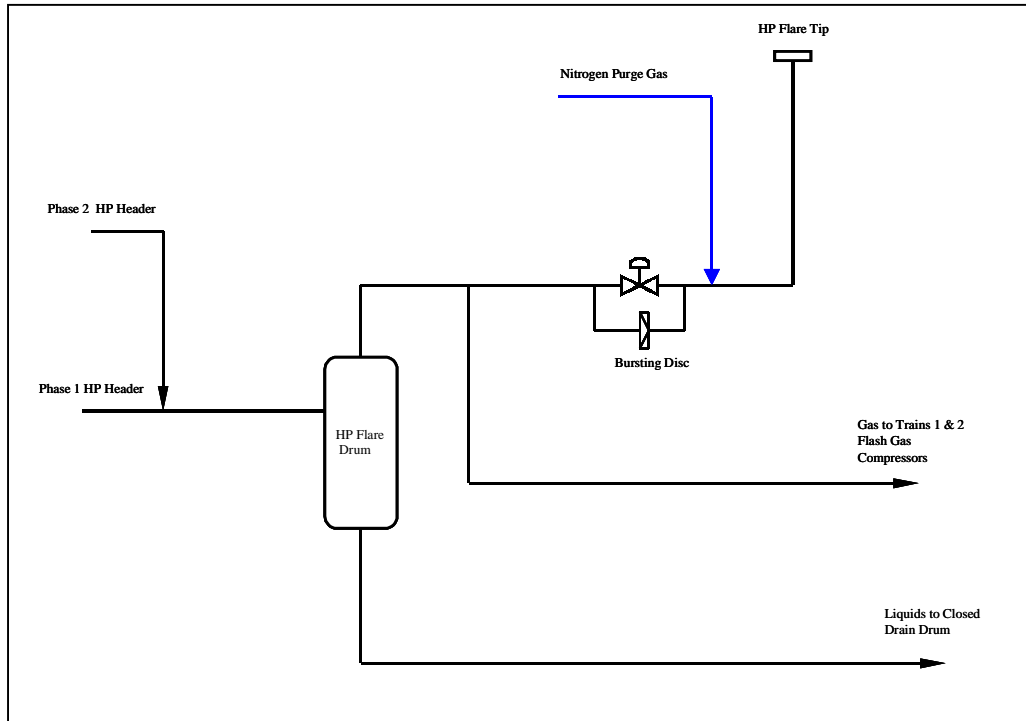 HP Flare Tip
Nitrogen Purge Gas
Phase 2  HP Header
Bursting Disc
Phase 1 HP Header
HP Flare
Drum
Gas to Trains 1 & 2
Flash Gas
Compressors
Liquids to Closed
Drain Drum